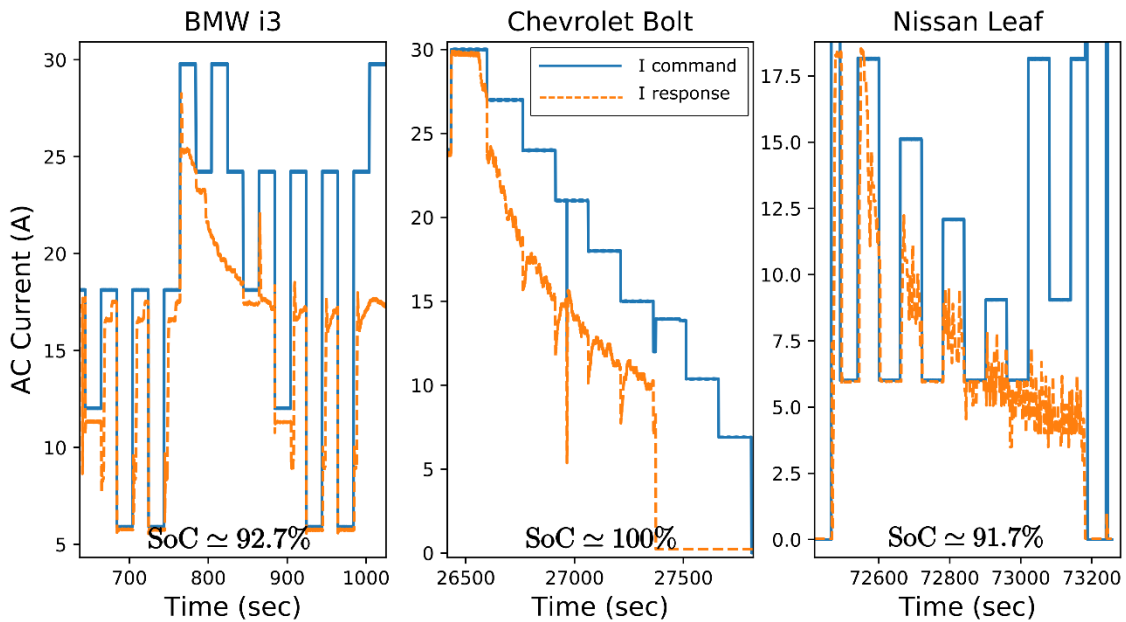 BMW i3
Chevrolet Bolt
Nissan Leaf
AC Current (A)
30
25
20
15
10
5
SoC ≃ 92.7%
700
800
900
1000
Time (sec)
30
25
20
15
10
5
0
I command
I response
SoC ≃ 100%
26500
27000
27500
Time (sec)
17.5
15.0
12.5
10.0
7.5
5.0
2.5
0.0
SoC ≃ 91.7%
72600
72800
73000
73200
Time (sec)